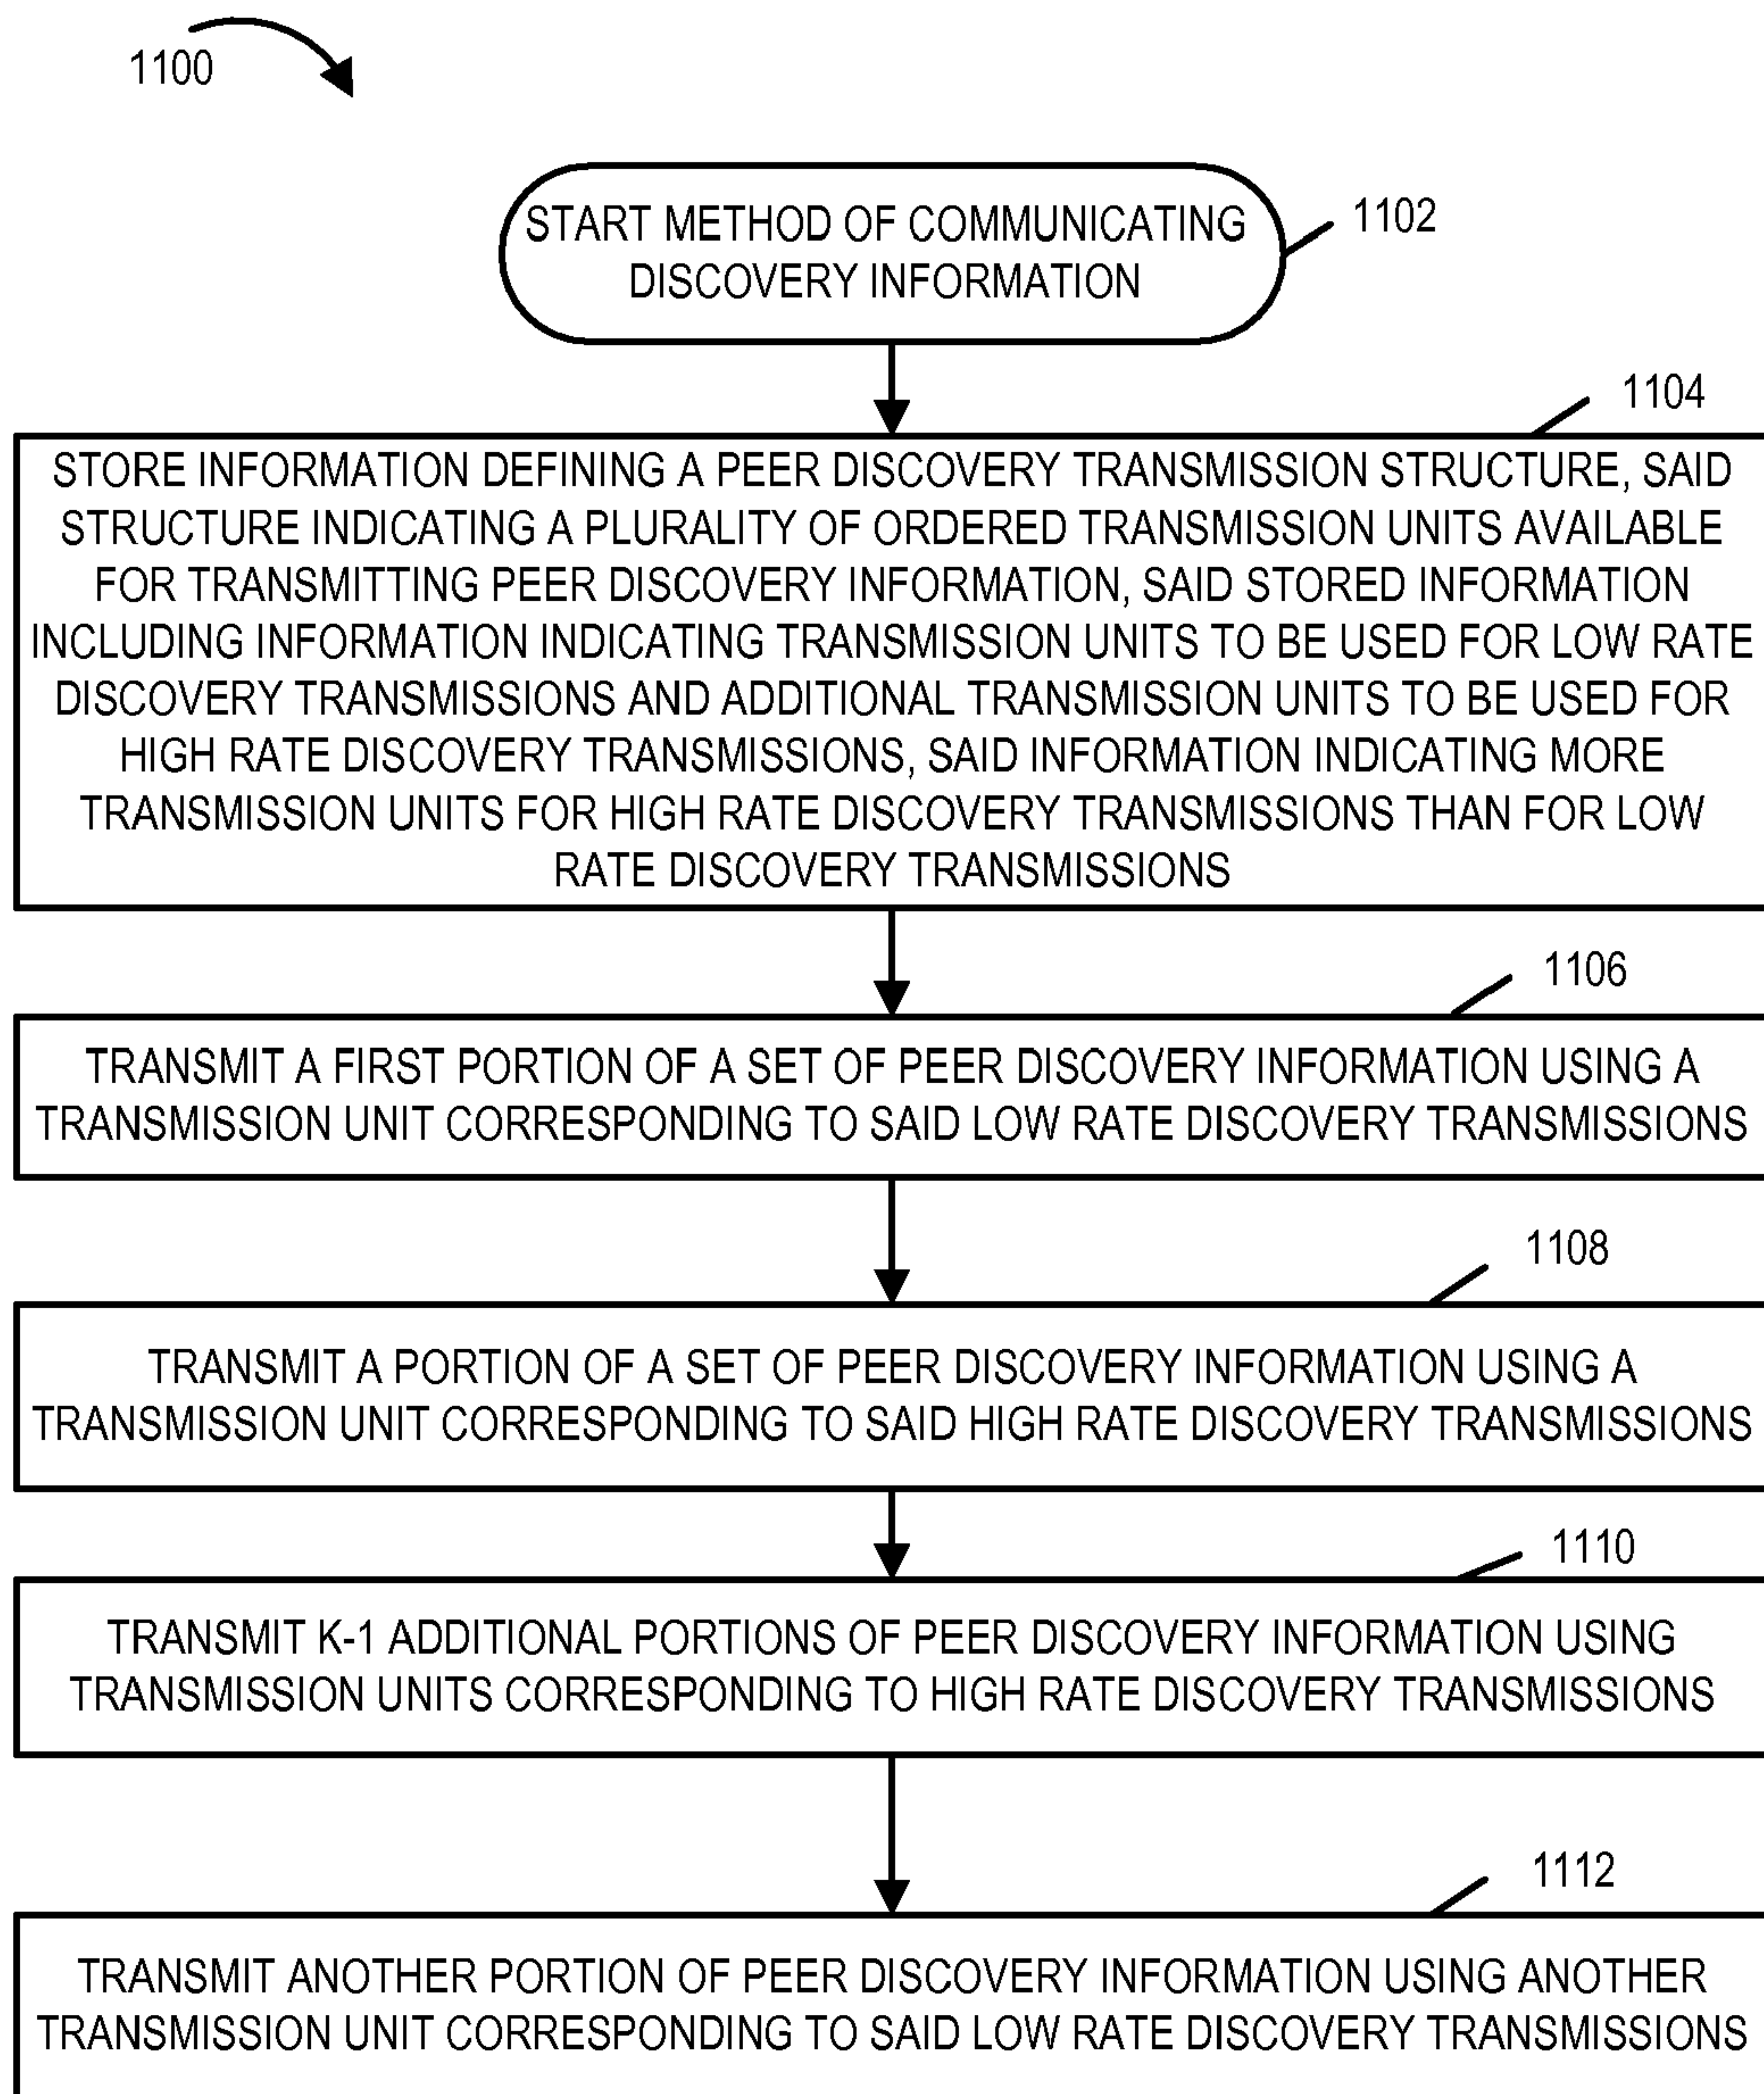 1100
START METHOD OF COMMUNICATING
DISCOVERY INFORMATION
1102
1104
STORE INFORMATION DEFINING A PEER DISCOVERY TRANSMISSION STRUCTURE, SAID
STRUCTURE INDICATING A PLURALITY OF ORDERED TRANSMISSION UNITS AVAILABLE
FOR TRANSMITTING PEER DISCOVERY INFORMATION, SAID STORED INFORMATION
INCLUDING INFORMATION INDICATING TRANSMISSION UNITS TO BE USED FOR LOW RATE
DISCOVERY TRANSMISSIONS AND ADDITIONAL TRANSMISSION UNITS TO BE USED FOR
HIGH RATE DISCOVERY TRANSMISSIONS, SAID INFORMATION INDICATING MORE
TRANSMISSION UNITS FOR HIGH RATE DISCOVERY TRANSMISSIONS THAN FOR LOW
RATE DISCOVERY TRANSMISSIONS
1106
TRANSMIT A FIRST PORTION OF A SET OF PEER DISCOVERY INFORMATION USING A
TRANSMISSION UNIT CORRESPONDING TO SAID LOW RATE DISCOVERY TRANSMISSIONS
1108
TRANSMIT A PORTION OF A SET OF PEER DISCOVERY INFORMATION USING A
TRANSMISSION UNIT CORRESPONDING TO SAID HIGH RATE DISCOVERY TRANSMISSIONS
1110
TRANSMIT K-1 ADDITIONAL PORTIONS OF PEER DISCOVERY INFORMATION USING
TRANSMISSION UNITS CORRESPONDING TO HIGH RATE DISCOVERY TRANSMISSIONS
1112
TRANSMIT ANOTHER PORTION OF PEER DISCOVERY INFORMATION USING ANOTHER
TRANSMISSION UNIT CORRESPONDING TO SAID LOW RATE DISCOVERY TRANSMISSIONS